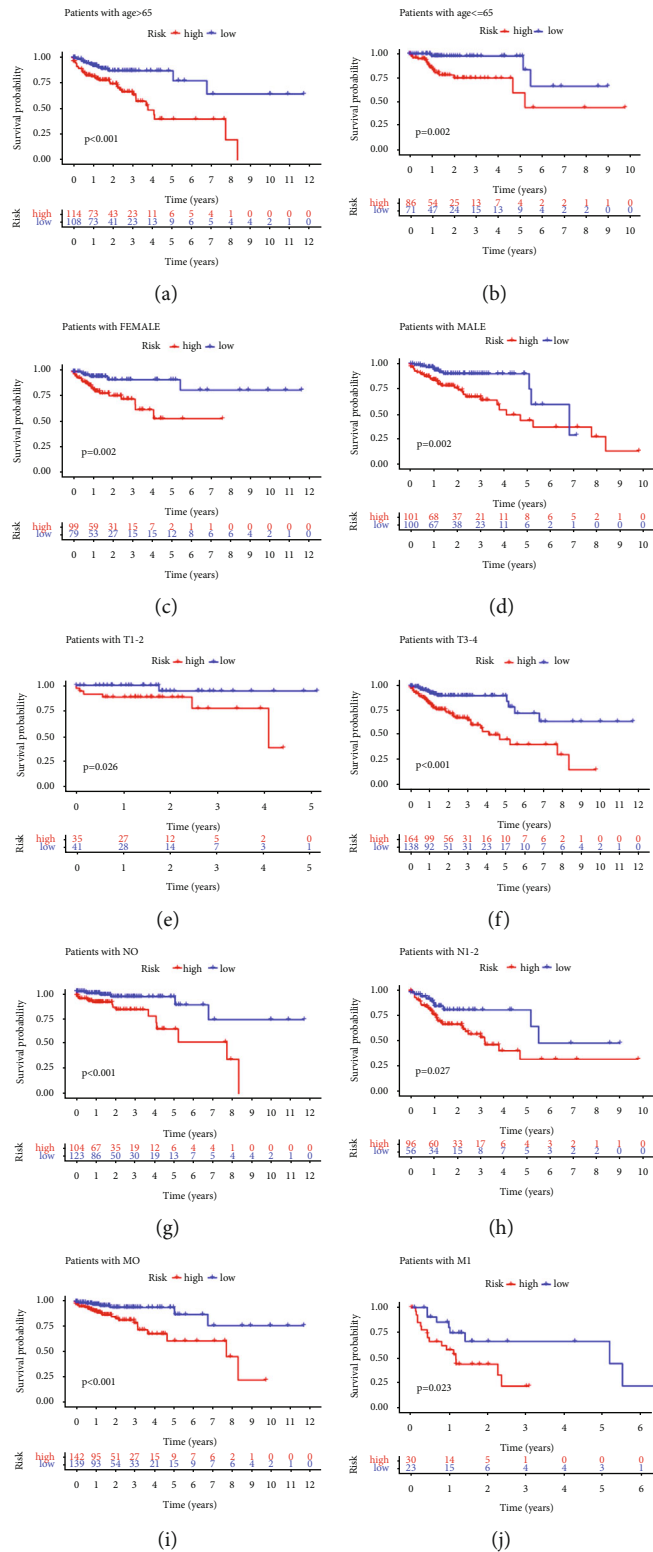 Patients with age>65
Risk high low
Survival probability
1.00
0.75
0.50
0.25
0.00
p<0.001
0 1 2 3 4 5 6 7 8 9 10 11 12
Time (years)
Risk
high 114 73 43 23 11 6 5 4 1 0 0 0 0
low 108 73 41 23 13 9 6 5 4 4 2 1 0
0 1 2 3 4 5 6 7 8 9 10 11 12
Time (years)
(a)
Patients with age<=65
Risk high low
Survival probability
1.00
0.75
0.50
0.25
0.00
p=0.002
0 1 2 3 4 5 6 7 8 9 10
Time (years)
Risk
high 86 54 25 13 7 4 2 2 1 1 0
low 71 47 24 15 13 9 4 2 2 0 0
0 1 2 3 4 5 6 7 8 9 10
Time (years)
(b)
Patients with FEMALE
Risk high low
Survival probability
1.00
0.75
0.50
0.25
0.00
p=0.002
0 1 2 3 4 5 6 7 8 9 10 11 12
Time (years)
Risk
high 99 59 31 15 7 2 1 1 0 0 0 0 0
low 79 53 27 15 15 12 8 6 6 4 2 1 0
0 1 2 3 4 5 6 7 8 9 10 11 12
Time (years)
(c)
Patients with MALE
Risk high low
Survival probability
1.00
0.75
0.50
0.25
0.00
p=0.002
0 1 2 3 4 5 6 7 8 9 10
Time (years)
Risk
high 101 68 37 21 11 8 6 5 2 1 0
low 100 67 38 23 11 6 2 1 0 0 0
0 1 2 3 4 5 6 7 8 9 10
Time (years)
(d)
Patients with T1-2
Risk high low
Survival probability
1.00
0.75
0.50
0.25
0.00
p=0.026
0 1 2 3 4 5
Time (years)
Risk
high 35 27 12 5 2 0
low 41 28 14 7 3 1
0 1 2 3 4 5
Time (years)
(e)
Patients with T3-4
Risk high low
Survival probability
1.00
0.75
0.50
0.25
0.00
p<0.001
0 1 2 3 4 5 6 7 8 9 10 11 12
Time (years)
Risk
high 164 99 56 31 16 10 7 6 2 1 0 0 0
low 138 92 51 31 23 17 10 7 6 4 2 1 0
0 1 2 3 4 5 6 7 8 9 10 11 12
Time (years)
(f)
Patients with NO
Risk high low
Survival probability
1.00
0.75
0.50
0.25
0.00
p<0.001
0 1 2 3 4 5 6 7 8 9 10 11 12
Time (years)
Risk
high 104 67 35 19 12 6 4 4 1 0 0 0 0
low 123 86 50 30 19 13 7 5 4 4 2 1 0
0 1 2 3 4 5 6 7 8 9 10 11 12
Time (years)
(g)
Patients with N1-2
Risk high low
Survival probability
1.00
0.75
0.50
0.25
0.00
p=0.027
0 1 2 3 4 5 6 7 8 9 10
Time (years)
Risk
high 96 60 33 17 6 4 3 2 1 1 0
low 56 34 15 8 7 5 3 2 2 0 0
0 1 2 3 4 5 6 7 8 9 10
Time (years)
(h)
Patients with MO
Risk high low
Survival probability
1.00
0.75
0.50
0.25
0.00
p<0.001
0 1 2 3 4 5 6 7 8 9 10 11 12
Time (years)
Risk
high 142 95 51 27 15 9 7 6 2 1 0 0 0
low 139 93 54 33 21 15 9 7 6 4 2 1 0
0 1 2 3 4 5 6 7 8 9 10 11 12
Time (years)
(i)
Patients with M1
Risk high low
Survival probability
1.00
0.75
0.50
0.25
0.00
p=0.023
0 1 2 3 4 5 6
Time (years)
Risk
high 30 14 5 1 0 0 0
low 23 15 6 4 4 3 1
0 1 2 3 4 5 6
Time (years)
(j)